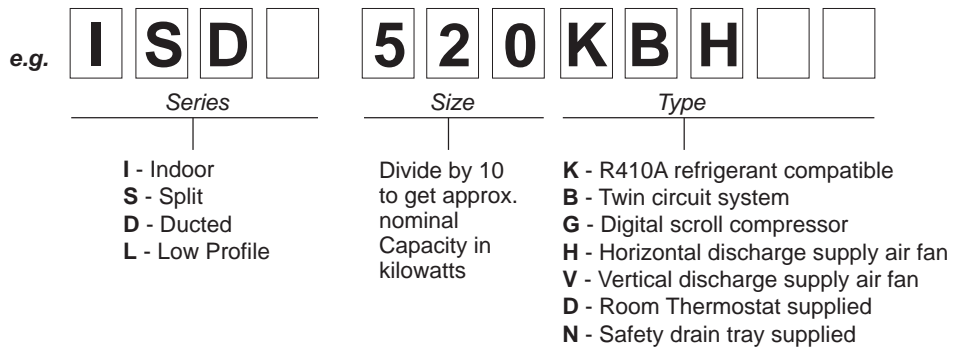 e.g. I S D 5 2 0 K B H
Series Size Type
I - Indoor
S - Split
D - Ducted
L - Low Profile
Divide by 10
to get approx.
nominal
Capacity in
kilowatts
K - R410A refrigerant compatible
B - Twin circuit system
G - Digital scroll compressor
H - Horizontal discharge supply air fan
V - Vertical discharge supply air fan
D - Room Thermostat supplied
N - Safety drain tray supplied